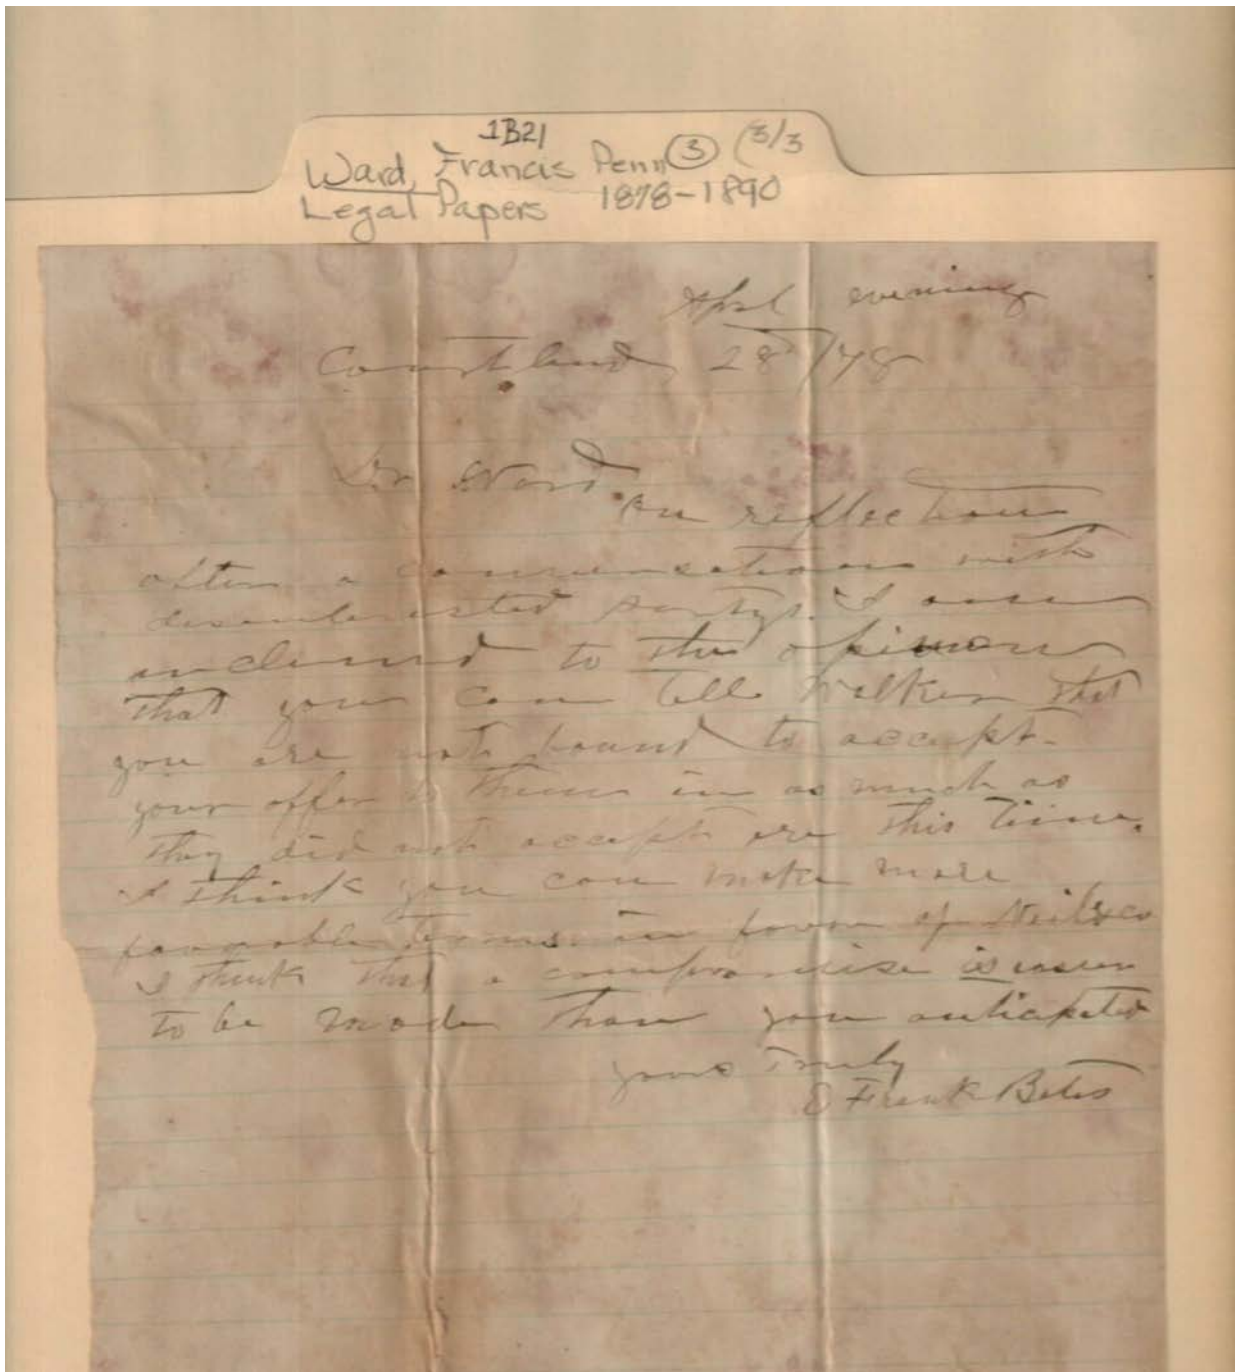 1B21
Ward, Francis Penn ③ (3/3
Legal Papers 1878-1890
April evening
Courtland 28 /78
Dr Ward.
on reflection
after a conversation with
desenterested partys I am
inclined to the opinion
that you can tell Walker that
you are not bound to accept
your offer to them in as much as
they did not accept ere this time.
I think you can make more
favorable terms in favor of
I think that a compromise is easier
to be made than you anticipated
yours Truly
O Frank Bates